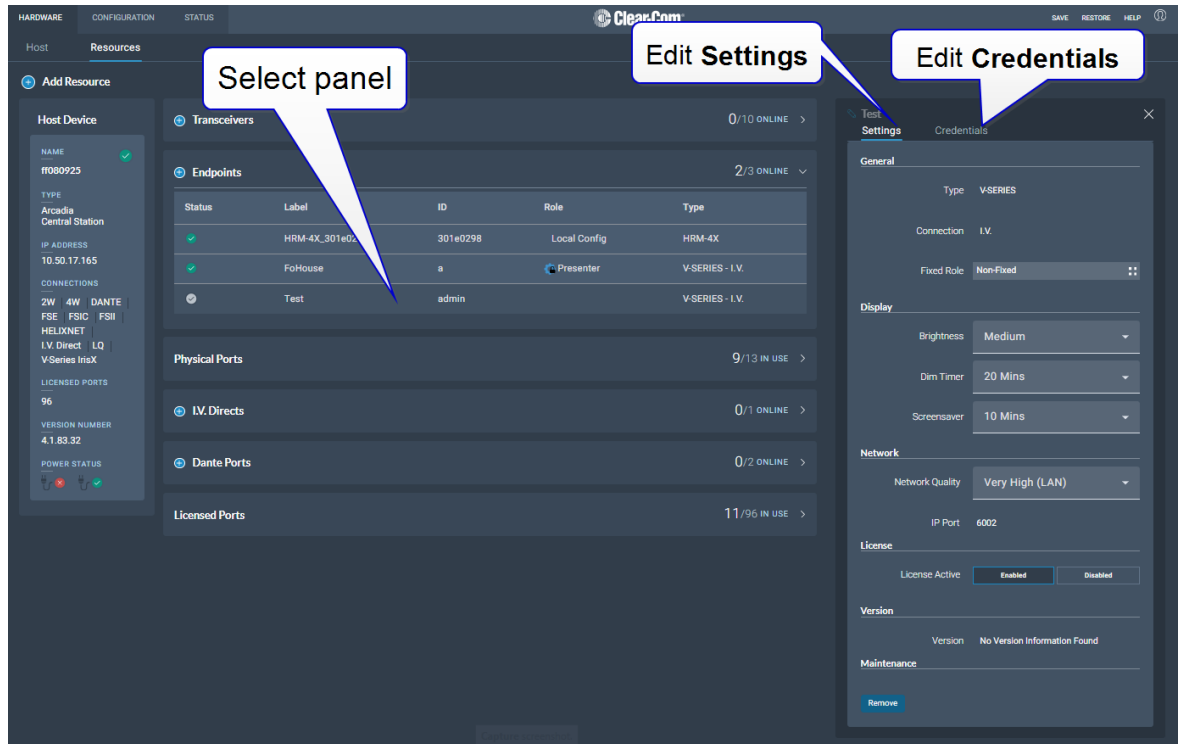 HARDWARE CONFIGURATION STATUS
Clear-Com
SAVE RESTORE HELP
Host Resources
Add Resource
Select panel
Edit Settings
Edit Credentials
Host Device
NAME
ff080925
TYPE
Arcadia
Central Station
IP ADDRESS
10.50.17.165
CONNECTIONS
2W 4W DANTE
FSE FSIC FSII
HELIXNET
I.V. Direct LQ
V-Series IrisX
LICENSED PORTS
96
VERSION NUMBER
4.1.83.32
POWER STATUS
Transceivers 0/10 ONLINE
Endpoints 2/3 ONLINE
Status Label ID Role Type
HRM-4X_301e02 301e0298 Local Config HRM-4X
FoHouse a Presenter V-SERIES - I.V.
Test admin V-SERIES - I.V.
Physical Ports 9/13 IN USE
I.V. Directs 0/1 ONLINE
Dante Ports 0/2 ONLINE
Licensed Ports 11/96 IN USE
Test
Settings Credentials
General
Type V-SERIES
Connection I.V.
Fixed Role Non-Fixed
Display
Brightness Medium
Dim Timer 20 Mins
Screensaver 10 Mins
Network
Network Quality Very High (LAN)
IP Port 6002
License
License Active Enabled Disabled
Version
Version No Version Information Found
Maintenance
Remove